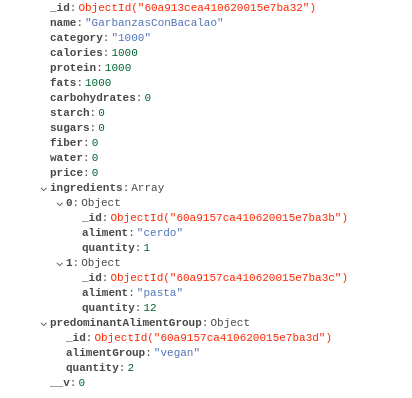 _id: ObjectId("60a913cea410620015e7ba32")
name: "GarbanzasConBacalao"
category: "1000"
calories: 1000
protein: 1000
fats: 1000
carbohydrates: 0
starch: 0
sugars: 0
fiber: 0
water: 0
price: 0
ingredients: Array
0: Object
_id: ObjectId("60a9157ca410620015e7ba3b")
aliment: "cerdo"
quantity: 1
1: Object
_id: ObjectId("60a9157ca410620015e7ba3c")
aliment: "pasta"
quantity: 12
predominantAlimentGroup: Object
_id: ObjectId("60a9157ca410620015e7ba3d")
alimentGroup: "vegan"
quantity: 2
__v: 0